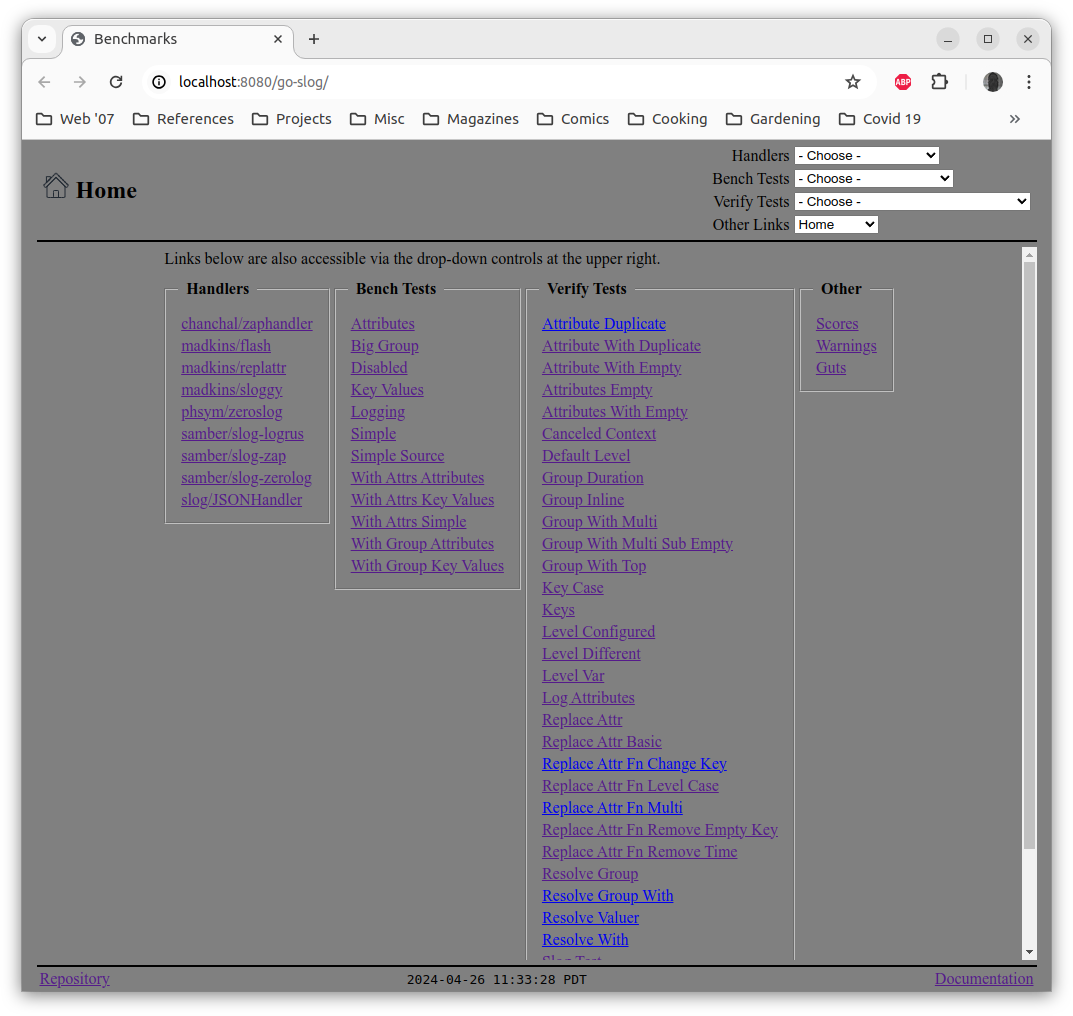 Benchmarks
localhost:8080/go-slog/
ABP
Web '07 References Projects Misc Magazines Comics Cooking Gardening Covid 19 »
Home
Handlers - Choose -
Bench Tests - Choose -
Verify Tests - Choose -
Other Links Home
Links below are also accessible via the drop-down controls at the upper right.
Handlers
chanchal/zaphandler
madkins/flash
madkins/replattr
madkins/sloggy
phsym/zeroslog
samber/slog-logrus
samber/slog-zap
samber/slog-zerolog
slog/JSONHandler
Bench Tests
Attributes
Big Group
Disabled
Key Values
Logging
Simple
Simple Source
With Attrs Attributes
With Attrs Key Values
With Attrs Simple
With Group Attributes
With Group Key Values
Verify Tests
Attribute Duplicate
Attribute With Duplicate
Attribute With Empty
Attributes Empty
Attributes With Empty
Canceled Context
Default Level
Group Duration
Group Inline
Group With Multi
Group With Multi Sub Empty
Group With Top
Key Case
Keys
Level Configured
Level Different
Level Var
Log Attributes
Replace Attr
Replace Attr Basic
Replace Attr Fn Change Key
Replace Attr Fn Level Case
Replace Attr Fn Multi
Replace Attr Fn Remove Empty Key
Replace Attr Fn Remove Time
Resolve Group
Resolve Group With
Resolve Valuer
Resolve With
Slog Test
Other
Scores
Warnings
Guts
Repository
2024-04-26 11:33:28 PDT
Documentation